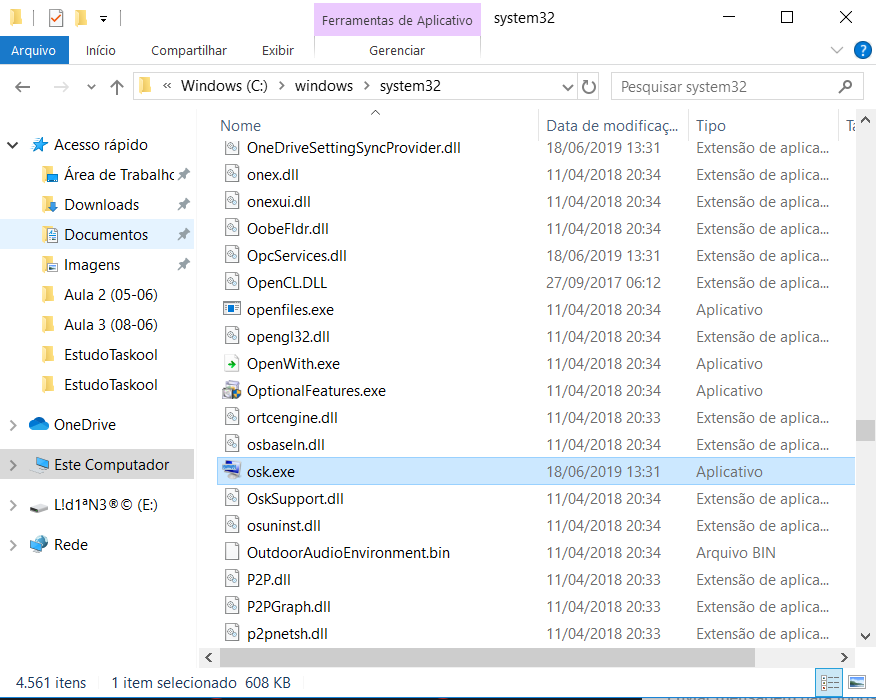 Ferramentas de Aplicativo
system32
Arquivo
Início
Compartilhar
Exibir
Gerenciar
?
« Windows (C:) > windows > system32
Pesquisar system32
Nome
Data de modificaç...
Tipo
Acesso rápido
Área de Trabalho
Downloads
Documentos
Imagens
Aula 2 (05-06)
Aula 3 (08-06)
EstudoTaskool
EstudoTaskool
OneDrive
Este Computador
L!d1ªN3®© (E:)
Rede
OneDriveSettingSyncProvider.dll 18/06/2019 13:31 Extensão de aplica...
onex.dll 11/04/2018 20:34 Extensão de aplica...
onexui.dll 11/04/2018 20:34 Extensão de aplica...
OobeFldr.dll 11/04/2018 20:34 Extensão de aplica...
OpcServices.dll 18/06/2019 13:31 Extensão de aplica...
OpenCL.DLL 27/09/2017 06:12 Extensão de aplica...
openfiles.exe 11/04/2018 20:34 Aplicativo
opengl32.dll 11/04/2018 20:34 Extensão de aplica...
OpenWith.exe 11/04/2018 20:34 Aplicativo
OptionalFeatures.exe 11/04/2018 20:34 Aplicativo
ortcengine.dll 11/04/2018 20:33 Extensão de aplica...
osbaseln.dll 11/04/2018 20:34 Extensão de aplica...
osk.exe 18/06/2019 13:31 Aplicativo
OskSupport.dll 11/04/2018 20:34 Extensão de aplica...
osuninst.dll 11/04/2018 20:34 Extensão de aplica...
OutdoorAudioEnvironment.bin 11/04/2018 20:34 Arquivo BIN
P2P.dll 11/04/2018 20:33 Extensão de aplica...
P2PGraph.dll 11/04/2018 20:33 Extensão de aplica...
p2pnetsh.dll 11/04/2018 20:33 Extensão de aplica...
4.561 itens
1 item selecionado 608 KB